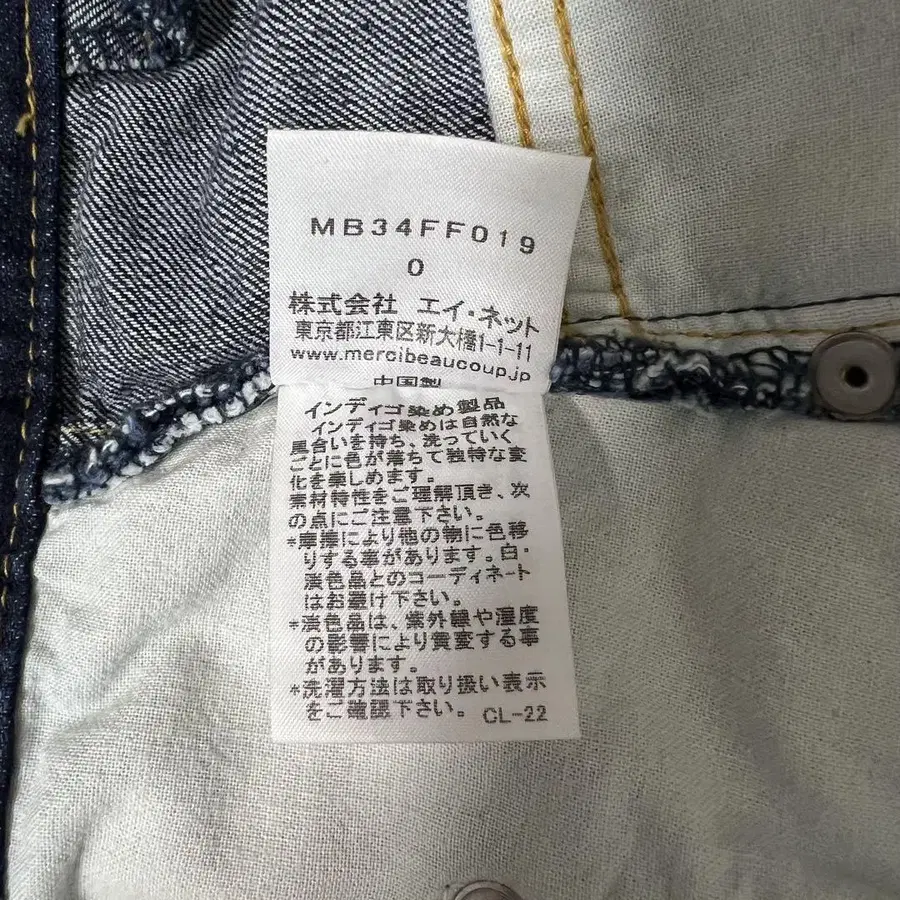 MB34FF019
0
株式会社 エイ・ネット
東京都江東区新大橋1-1-11
www.mercibeaucoup.jp
中国製
インディゴ染め製品
インディゴ染めは自然な
風合いを持ち、洗っていく
ごとに色が落ちて独特な変
化を楽しめます。
素材特性をご理解頂き、次
の点にご注意下さい。
*摩擦により他の物に色移
りする事があります。白・
淡色品とのコーディネート
はお避け下さい。
*淡色品は、紫外線や湿度
の影響により黄変する事
があります。
*洗濯方法は取り扱い表示
をご確認下さい。 CL-22